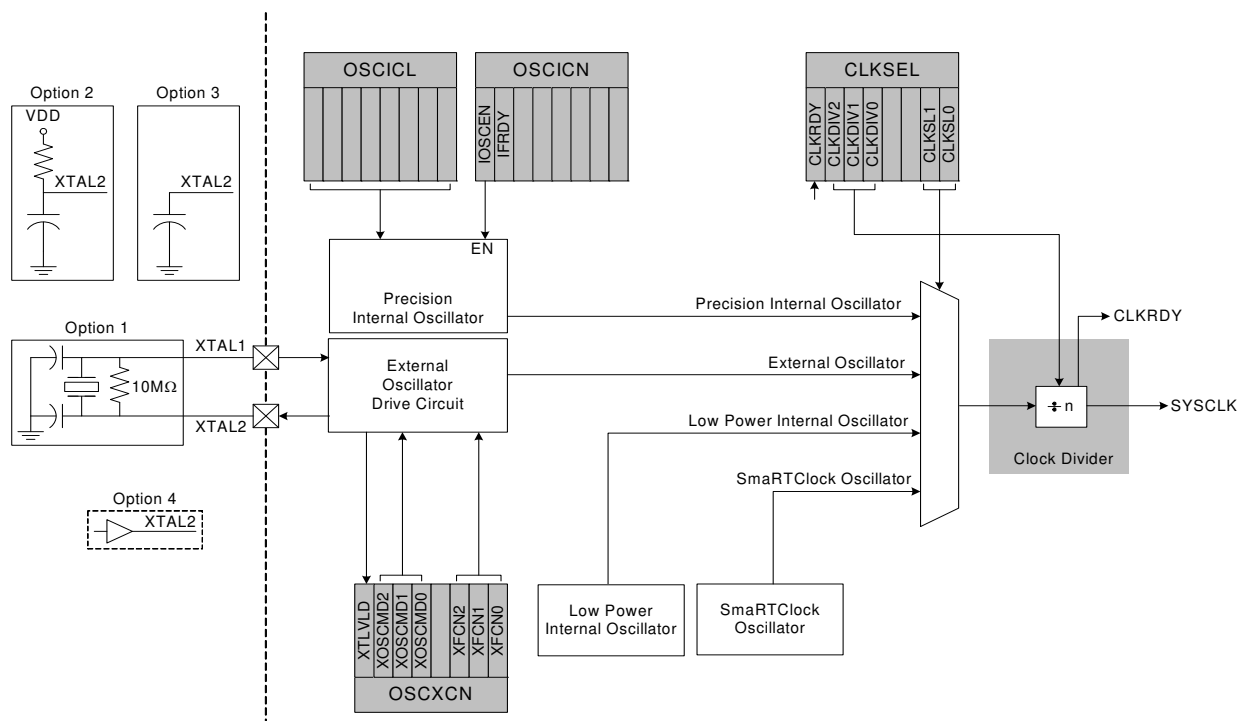 OSCICL
OSCICN
IOSCEN
IFRDY
CLKSEL
CLKRDY
CLKDIV2
CLKDIV1
CLKDIV0
CLKSL1
CLKSL0
Option 2
VDD
XTAL2
Option 3
XTAL2
EN
Precision
Internal Oscillator
Precision Internal Oscillator
CLKRDY
Option 1
10MΩ
XTAL1
XTAL2
External
Oscillator
Drive Circuit
External Oscillator
Low Power Internal Oscillator
SmaRTClock Oscillator
÷ n
SYSCLK
Clock Divider
Option 4
XTAL2
XTLVLD
XOSCMD2
XOSCMD1
XOSCMD0
XFCN2
XFCN1
XFCN0
OSCXCN
Low Power
Internal Oscillator
SmaRTClock
Oscillator